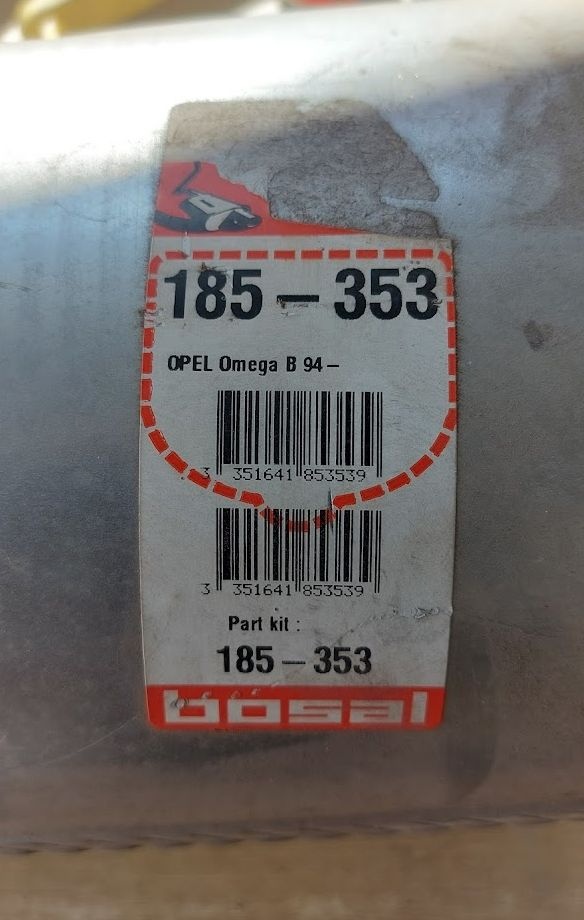 185 – 353
OPEL Omega B 94 –
3 351641 853539
3 351641 853539
Part kit :
185 – 353
bosal